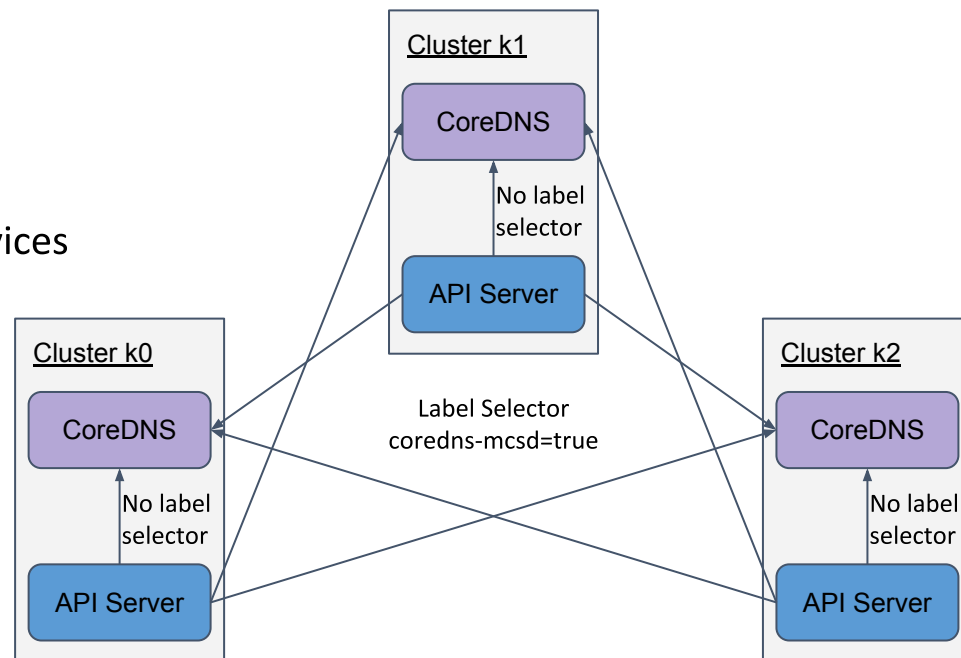 Cluster k1
CoreDNS
No label
selector
vices
API Server
Cluster k0
CoreDNS
No label
selector
API Server
Label Selector
coredns-mcsd=true
Cluster k2
CoreDNS
No label
selector
API Server